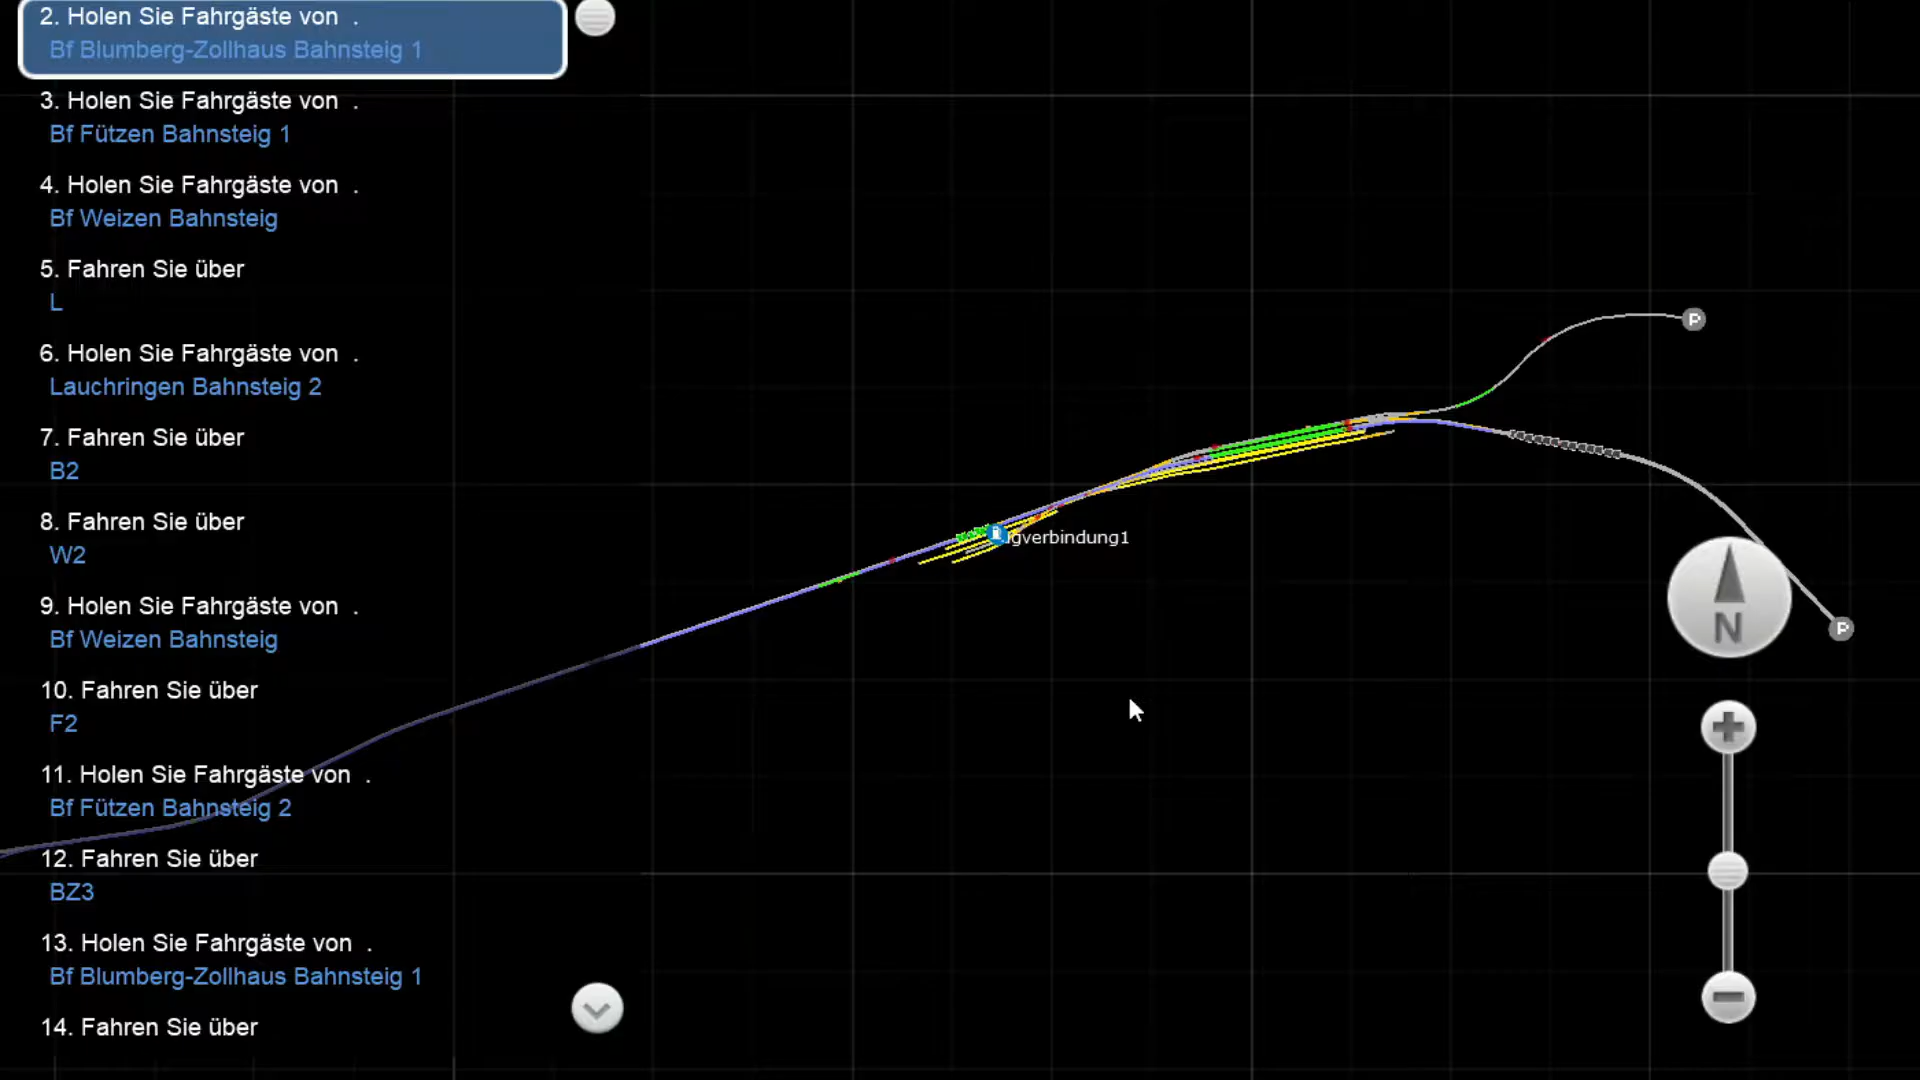 2. Holen Sie Fahrgäste von .
Bf Blumberg-Zollhaus Bahnsteig 1
3. Holen Sie Fahrgäste von .
Bf Fützen Bahnsteig 1
4. Holen Sie Fahrgäste von .
Bf Weizen Bahnsteig
5. Fahren Sie über
L
6. Holen Sie Fahrgäste von .
Lauchringen Bahnsteig 2
7. Fahren Sie über
B2
8. Fahren Sie über
W2
9. Holen Sie Fahrgäste von .
Bf Weizen Bahnsteig
10. Fahren Sie über
F2
11. Holen Sie Fahrgäste von .
Bf Fützen Bahnsteig 2
12. Fahren Sie über
BZ3
13. Holen Sie Fahrgäste von .
Bf Blumberg-Zollhaus Bahnsteig 1
14. Fahren Sie über
P
gverbindung1
N
P